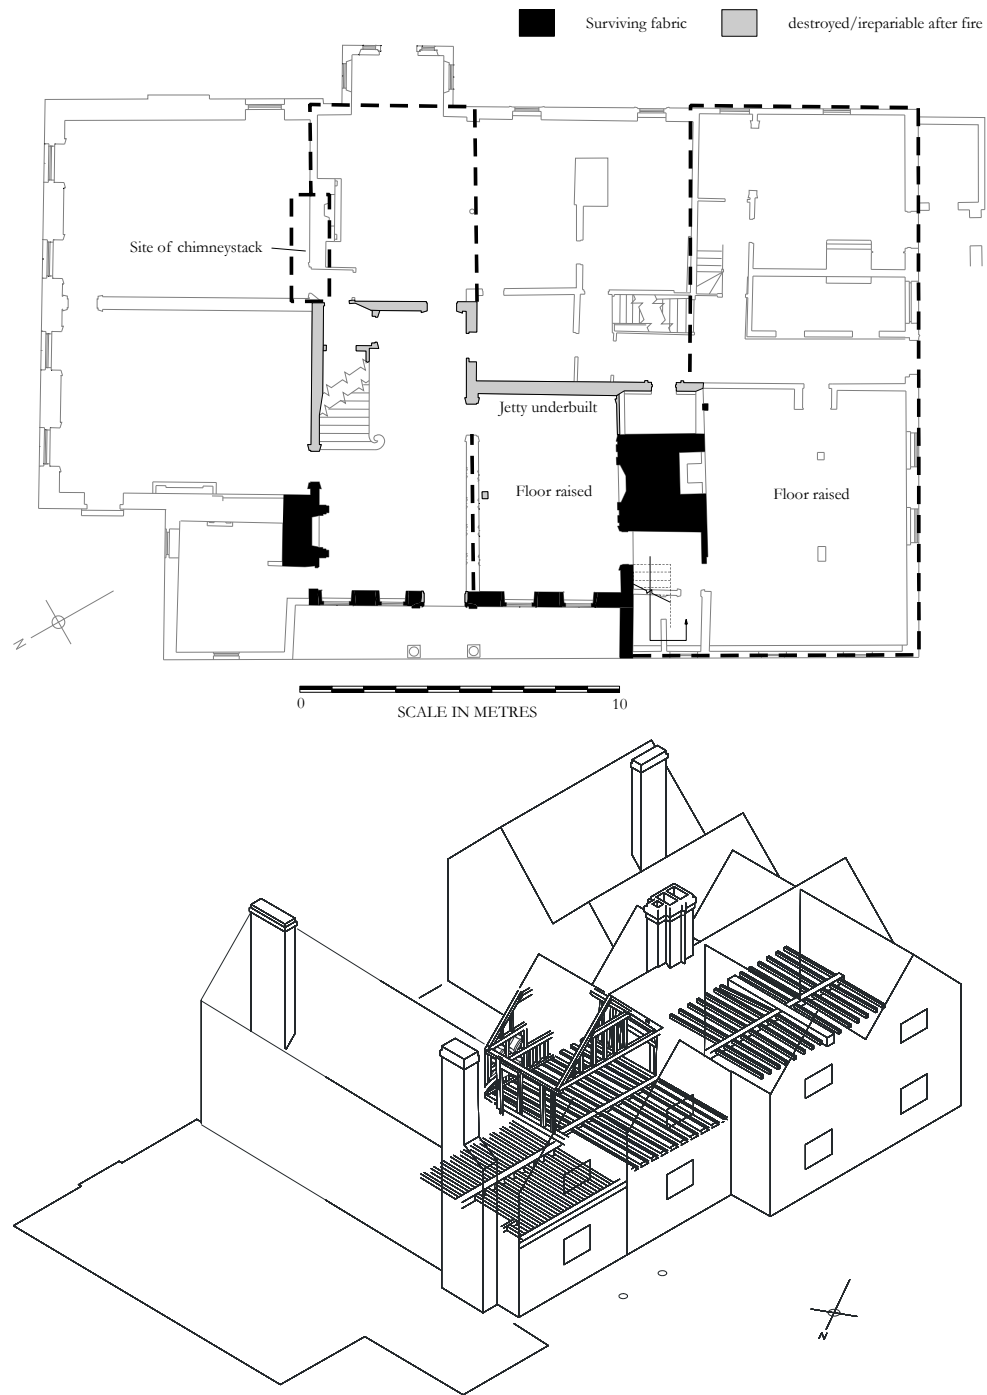 Surviving fabric
destroyed/irepariable after fire
Site of chimneystack
Jetty underbuilt
Floor raised
Floor raised
N
0
10
SCALE IN METRES
N